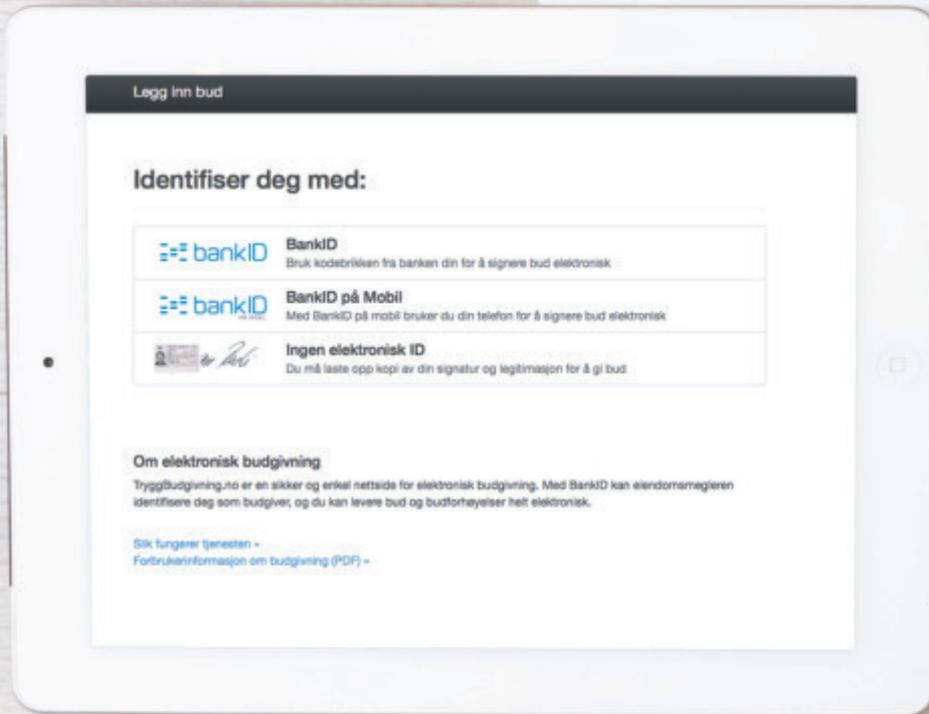 Legg inn bud
Identifiser deg med:
bankID
BankID
Bruk kodebrikken fra banken din for å signere bud elektronisk
bankID
BankID på Mobil
Med BankID på mobil bruker du din telefon for å signere bud elektronisk
Ingen elektronisk ID
Du må laste opp kopi av din signatur og legitimasjon for å gi bud
Om elektronisk budgivning
TryggBudgivning.no er en sikker og enkel nettside for elektronisk budgivning. Med BankID kan eiendomsmegleren
identifisere deg som budgiver, og du kan levere bud og budforhøyelser helt elektronisk.
Slik fungerer tjenesten »
Forbrukerinformasjon om budgivning (PDF) »